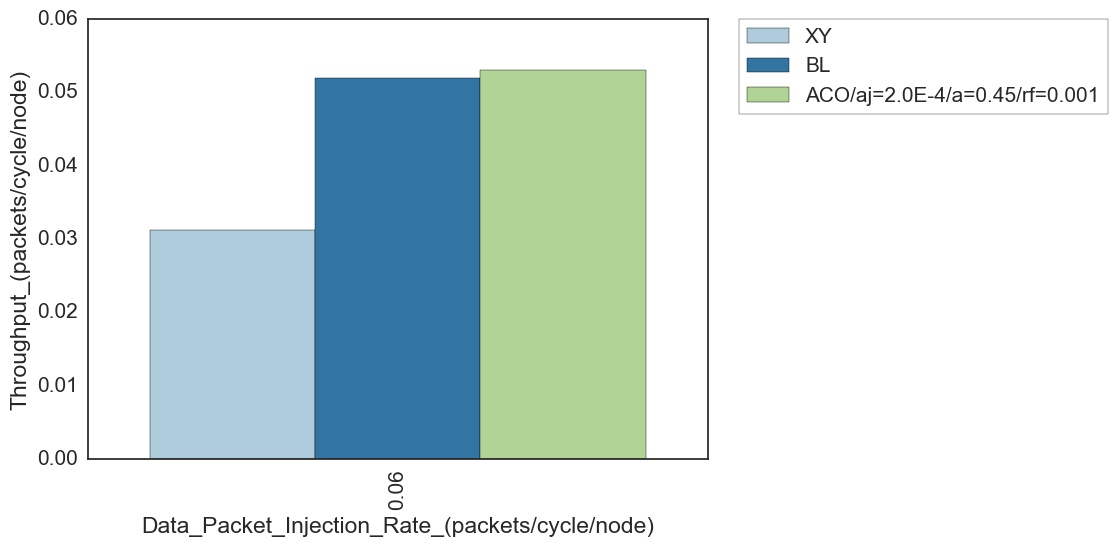 0.06
0.05
0.04
0.03
0.02
0.01
0.00
Throughput_(packets/cycle/node)
0.06
Data_Packet_Injection_Rate_(packets/cycle/node)
XY
BL
ACO/aj=2.0E-4/a=0.45/rf=0.001